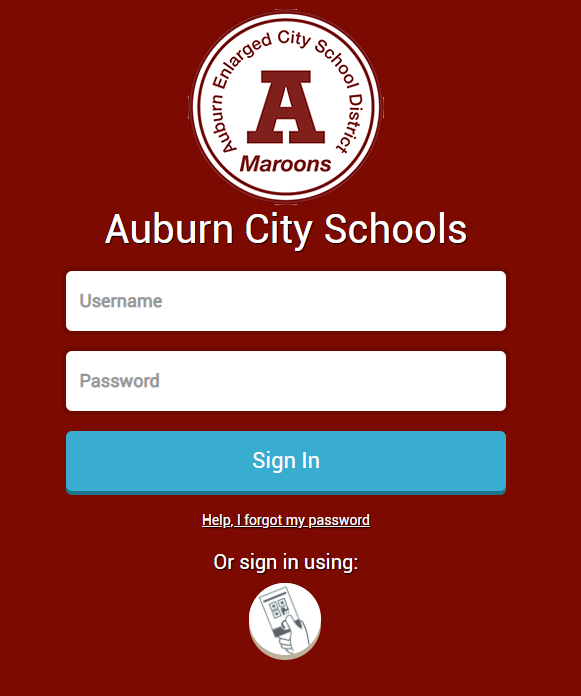 Auburn Enlarged City School District
A
Maroons
Auburn City Schools
Username
Password
Sign In
Help, I forgot my password
Or sign in using: